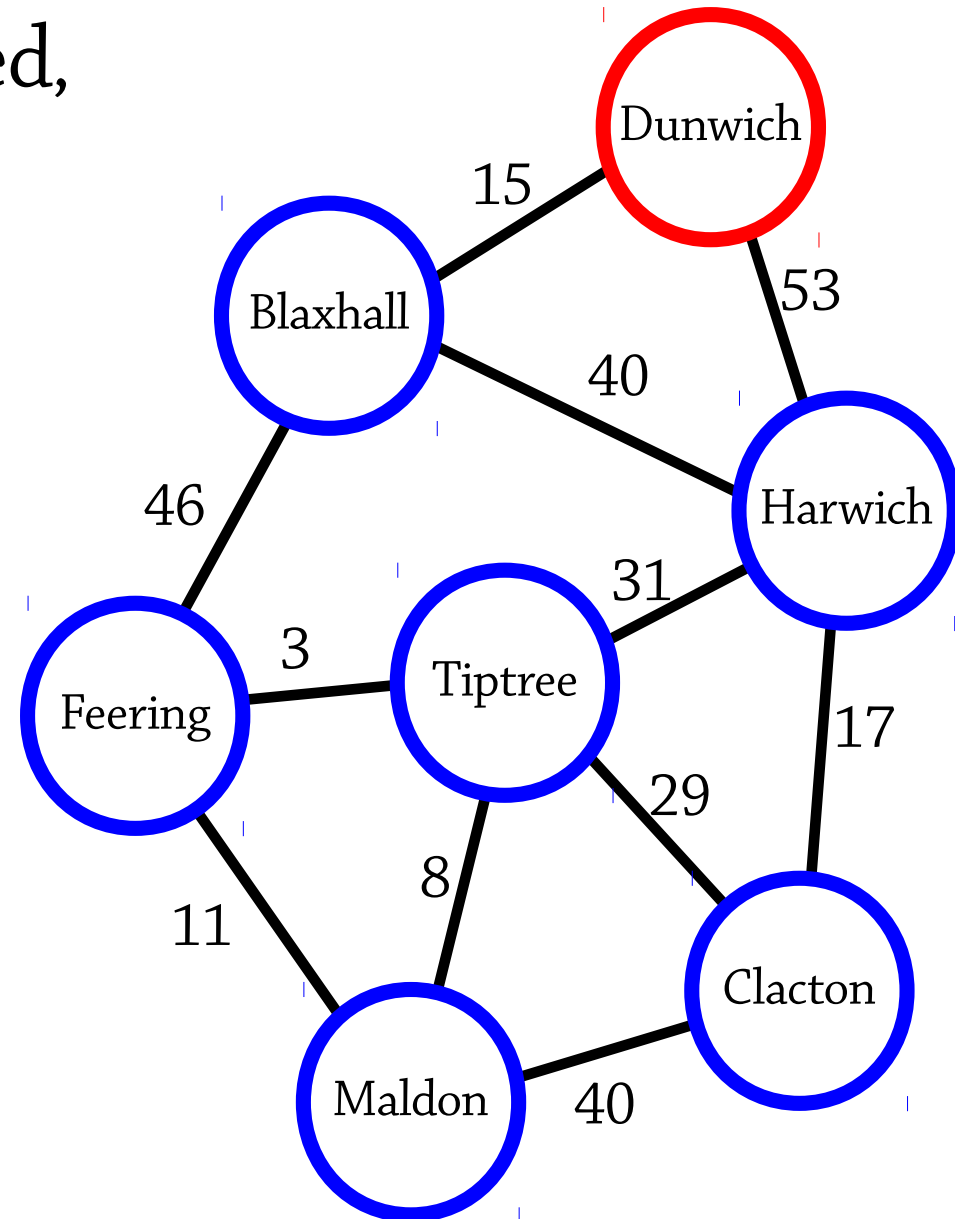 ed,
Dunwich
15
53
Blaxhall
40
46
Harwich
31
3
Tiptree
Feering
17
29
8
11
Clacton
Maldon
40